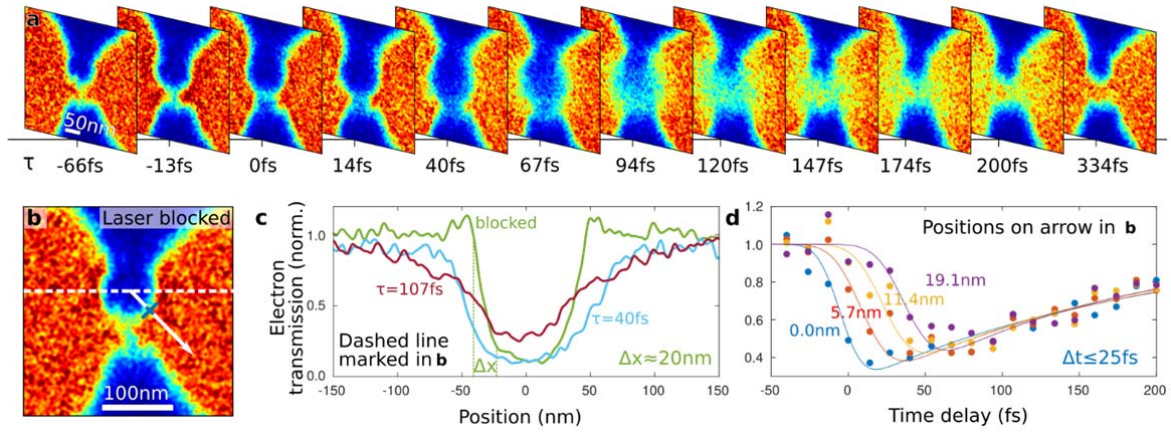 a
50nm
τ -66fs -13fs 0fs 14fs 40fs 67fs 94fs 120fs 147fs 174fs 200fs 334fs
b Laser blocked
100nm
c
Electron
transmission (norm.)
1.0
0.5
0.0
blocked
τ=107fs
τ=40fs
Dashed line
marked in b
Δx
Δx≈20nm
-150 -100 -50 0 50 100 150
Position (nm)
d
1.2
1.0
0.8
0.6
0.4
Positions on arrow in b
19.1nm
11.4nm
5.7nm
0.0nm
Δt≤25fs
-50 0 50 100 150 200
Time delay (fs)